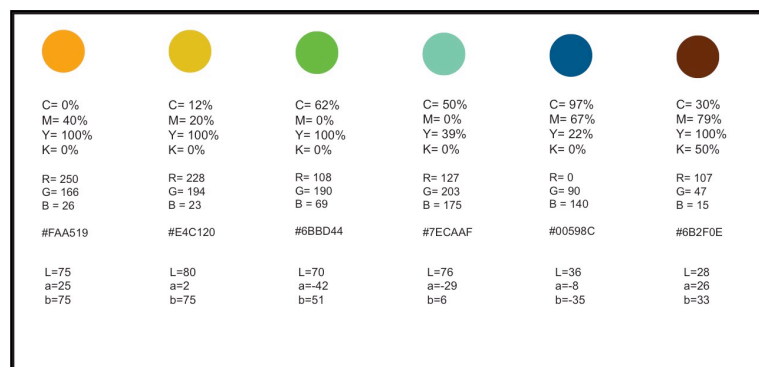 C= 0%
M= 40%
Y= 100%
K= 0%
R= 250
G= 166
B = 26
#FAA519
L=75
a=25
b=75
C= 12%
M= 20%
Y= 100%
K= 0%
R= 228
G= 194
B = 23
#E4C120
L=80
a=2
b=75
C= 62%
M= 0%
Y= 100%
K= 0%
R= 108
G= 190
B = 69
#6BBD44
L=70
a=-42
b=51
C= 50%
M= 0%
Y= 39%
K= 0%
R= 127
G= 203
B = 175
#7ECAAF
L=76
a=-29
b=6
C= 97%
M= 67%
Y= 22%
K= 0%
R= 0
G= 90
B = 140
#00598C
L=36
a=-8
b=-35
C= 30%
M= 79%
Y= 100%
K= 50%
R= 107
G= 47
B = 15
#6B2F0E
L=28
a=26
b=33